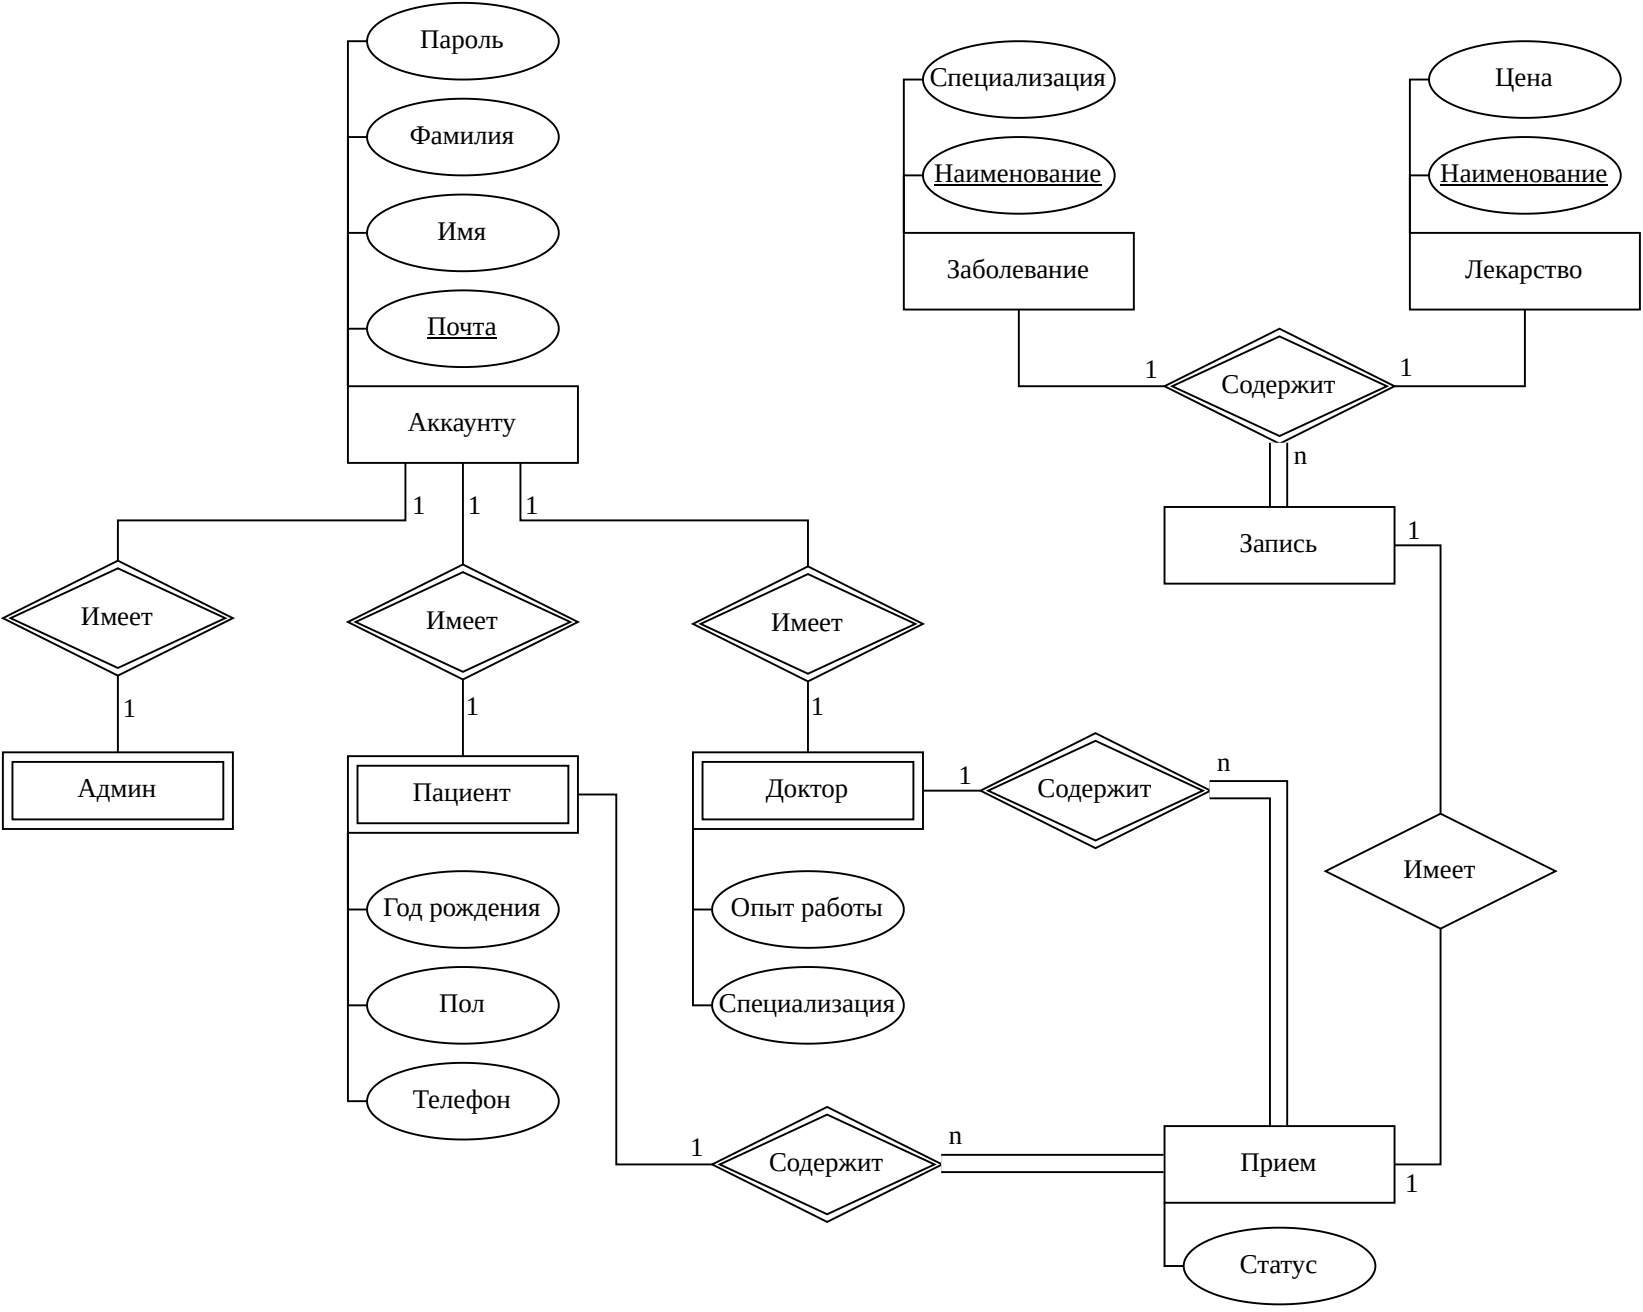 Пароль
Фамилия
Имя
Почта
Аккаунту
Специализация
Наименование
Заболевание
Цена
Наименование
Лекарство
1
Содержит
1
n
Запись
1
1
1
1
Имеет
Имеет
Имеет
1
1
1
Админ
Пациент
Доктор
1
Содержит
n
Имеет
Год рождения
Пол
Телефон
Опыт работы
Специализация
1
Содержит
n
Прием
1
Статус